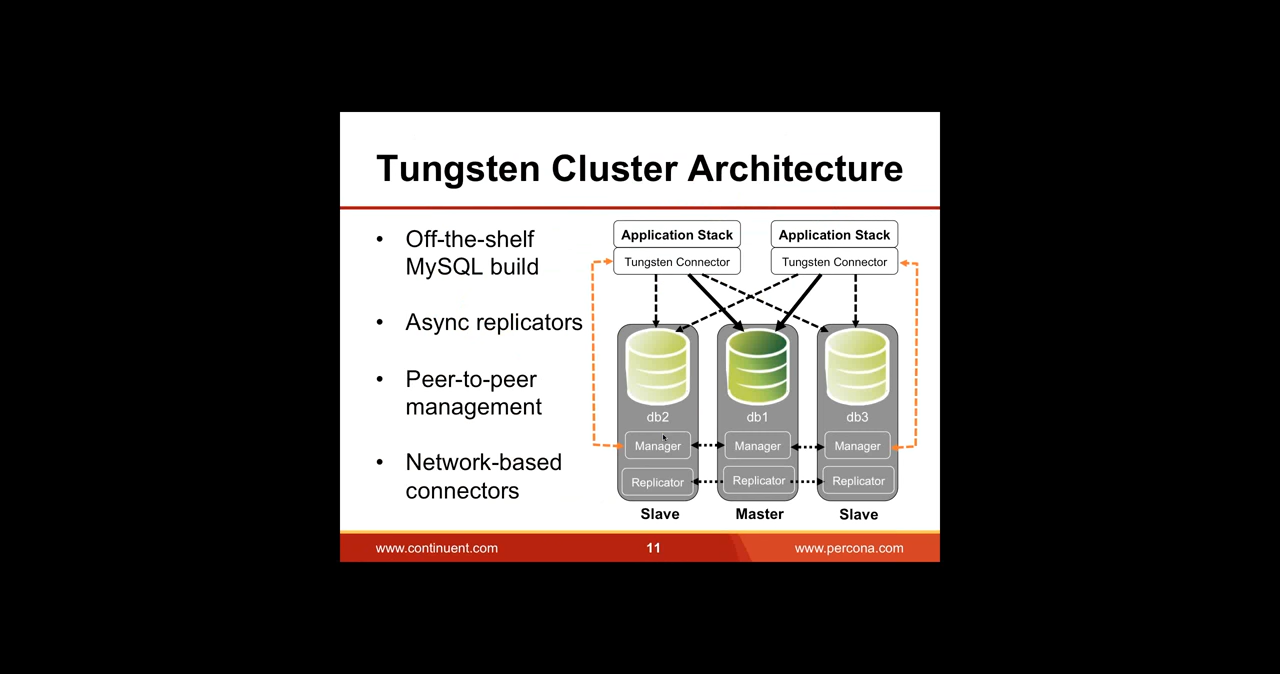 Tungsten Cluster Architecture
• Off-the-shelf
MySQL build
• Async replicators
• Peer-to-peer
management
• Network-based
connectors
Application Stack
Application Stack
Tungsten Connector
Tungsten Connector
db2
db1
db3
Manager
Manager
Manager
Replicator
Replicator
Replicator
Slave
Master
Slave
www.continuent.com
11
www.percona.com